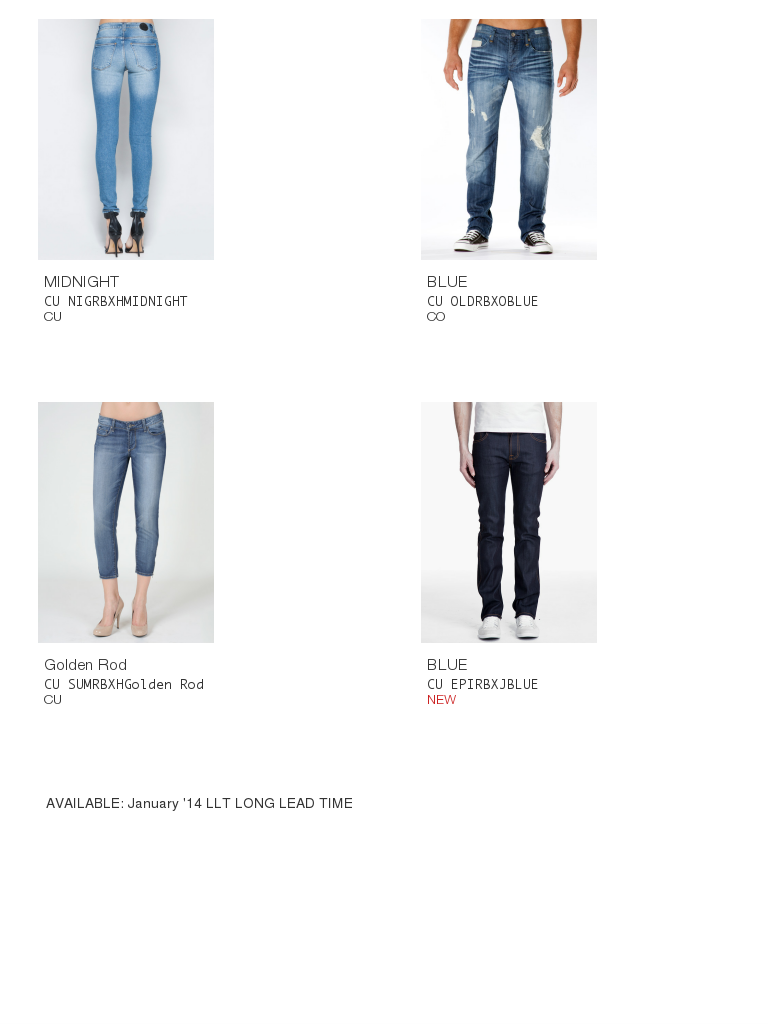 MIDNIGHT
CU NIGRBXHMIDNIGHT
CU
BLUE
CU OLDRBXOBLUE
CO
Golden Rod
CU SUMRBXHGolden Rod
CU
BLUE
CU EPIRBXJBLUE
NEW
AVAILABLE: January '14 LLT LONG LEAD TIME